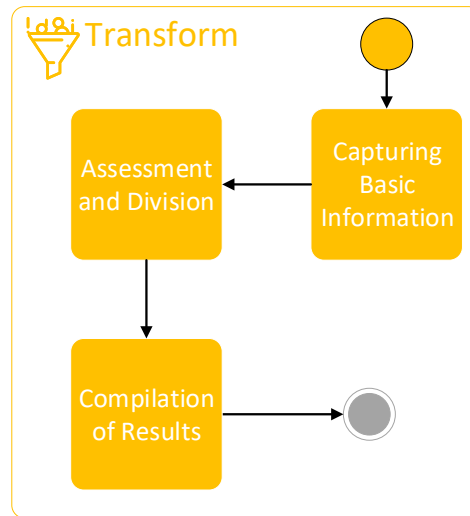 Transform
Capturing
Basic
Information
Assessment
and Division
Compilation
of Results